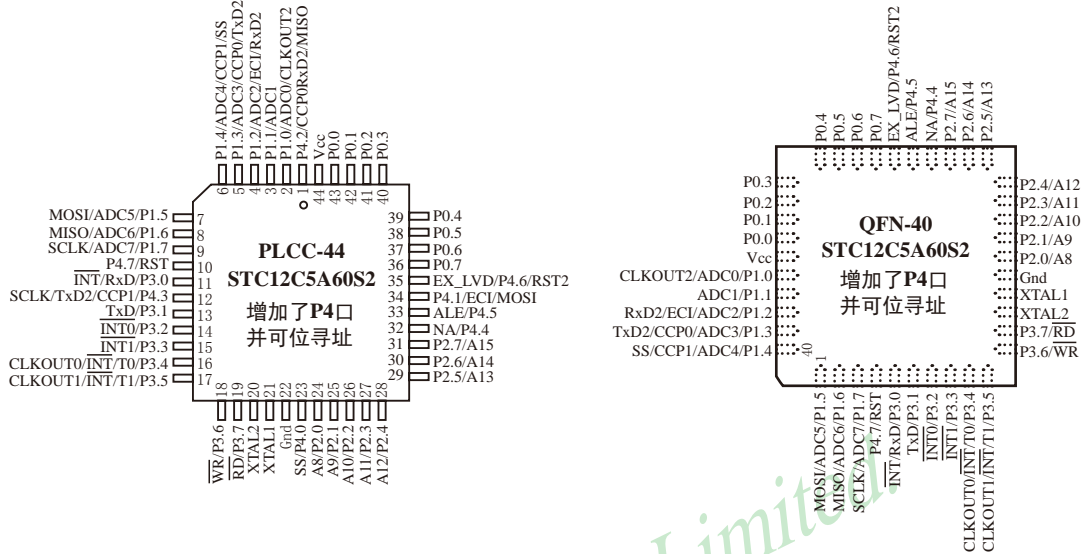 P1.4/ADC4/CCP1/SS
P1.3/ADC3/CCP0/TxD2
P1.2/ADC2/ECI/RxD2
P1.1/ADC1
P1.0/ADC0/CLKOUT2
P4.2/CCP0RxD2/MISO
Vcc
P0.0
P0.1
P0.2
P0.3
6
5
4
3
2
1
44
43
42
41
40
MOSI/ADC5/P1.5
7
MISO/ADC6/P1.6
8
SCLK/ADC7/P1.7
9
P4.7/RST
10
INT/RxD/P3.0
11
SCLK/TxD2/CCP1/P4.3
12
TxD/P3.1
13
INT0/P3.2
14
INT1/P3.3
15
CLKOUT0/INT/T0/P3.4
16
CLKOUT1/INT/T1/P3.5
17
PLCC-44
STC12C5A60S2
增加了P4口
并可位寻址
39
P0.4
38
P0.5
37
P0.6
36
P0.7
35
EX_LVD/P4.6/RST2
34
P4.1/ECI/MOSI
33
ALE/P4.5
32
NA/P4.4
31
P2.7/A15
30
P2.6/A14
29
P2.5/A13
18
19
20
21
22
23
24
25
26
27
28
WR/P3.6
RD/P3.7
XTAL2
XTAL1
Gnd
SS/P4.0
A8/P2.0
A9/P2.1
A10/P2.2
A11/P2.3
A12/P2.4
P0.4
P0.5
P0.6
P0.7
EX_LVD/P4.6/RST2
ALE/P4.5
NA/P4.4
P2.7/A15
P2.6/A14
P2.5/A13
P0.3
P0.2
P0.1
P0.0
Vcc
CLKOUT2/ADC0/P1.0
ADC1/P1.1
RxD2/ECI/ADC2/P1.2
TxD2/CCP0/ADC3/P1.3
SS/CCP1/ADC4/P1.4
40
1
QFN-40
STC12C5A60S2
增加了P4口
并可位寻址
P2.4/A12
P2.3/A11
P2.2/A10
P2.1/A9
P2.0/A8
Gnd
XTAL1
XTAL2
P3.7/RD
P3.6/WR
MOSI/ADC5/P1.5
MISO/ADC6/P1.6
SCLK/ADC7/P1.7
P4.7/RST
INT/RxD/P3.0
TxD/P3.1
INT0/P3.2
INT1/P3.3
CLKOUT0/INT/T0/P3.4
CLKOUT1/INT/T1/P3.5
Limited.